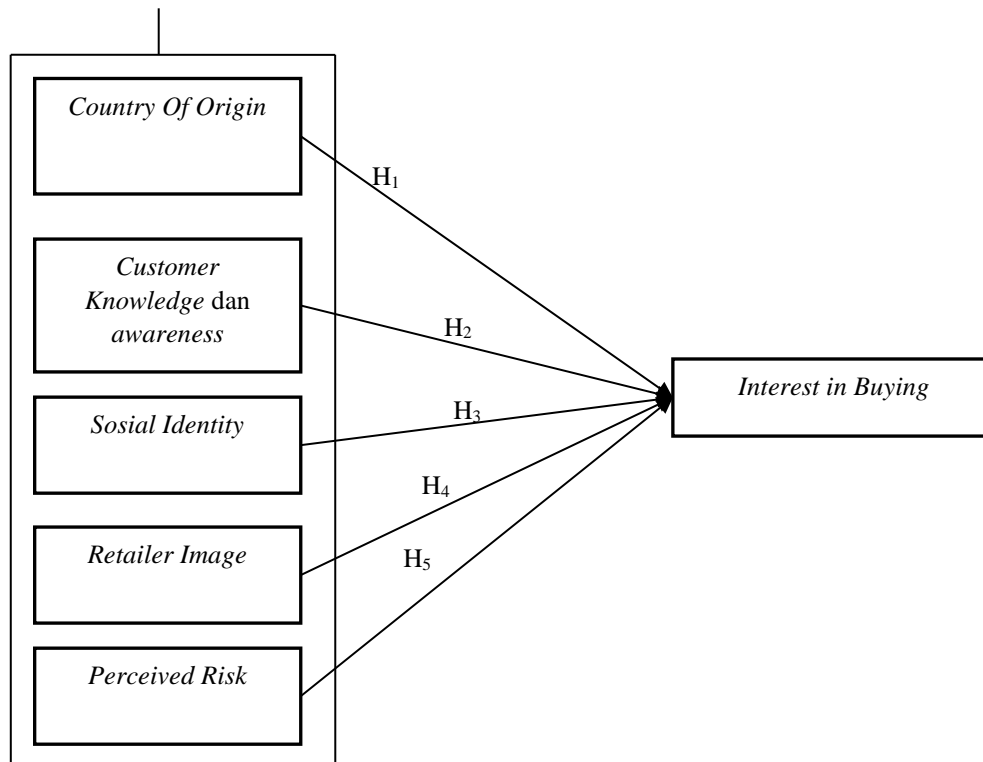 Country Of Origin
H₁
Customer
Knowledge dan
awareness
H₂
Interest in Buying
Sosial Identity
H₃
H₄
Retailer Image
H₅
Perceived Risk